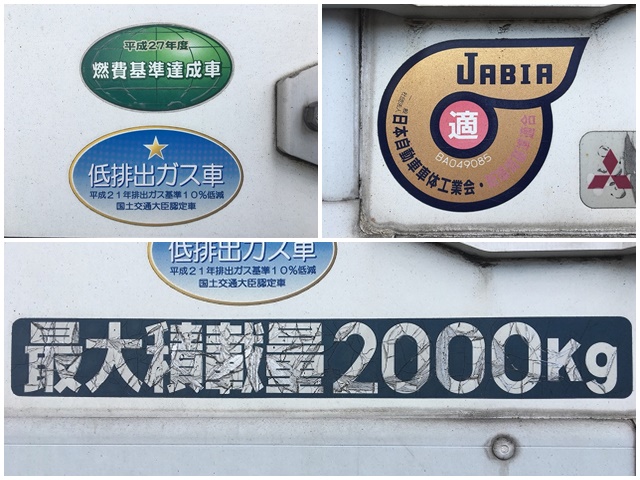 平成27年度
燃費基準達成車
低排出ガス車
平成21年排出ガス基準10%低減
国土交通大臣認定車
JABIA
適
BA049085
日本自動車車体工業会・
低排出ガス車
平成21年排出ガス基準10%低減
国土交通大臣認定車
最大積載量2000Kg